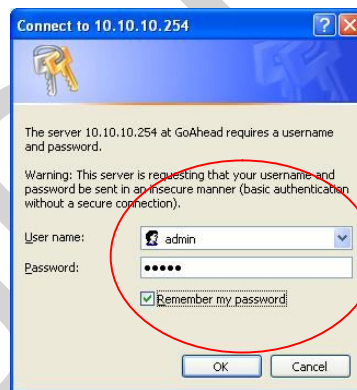 Connect to 10.10.10.254
The server 10.10.10.254 at GoAhead requires a username
and password.
Warning: This server is requesting that your username and
password be sent in an insecure manner (basic authentication
without a secure connection).
User name:
admin
Password:
•••••
Remember my password
OK
Cancel